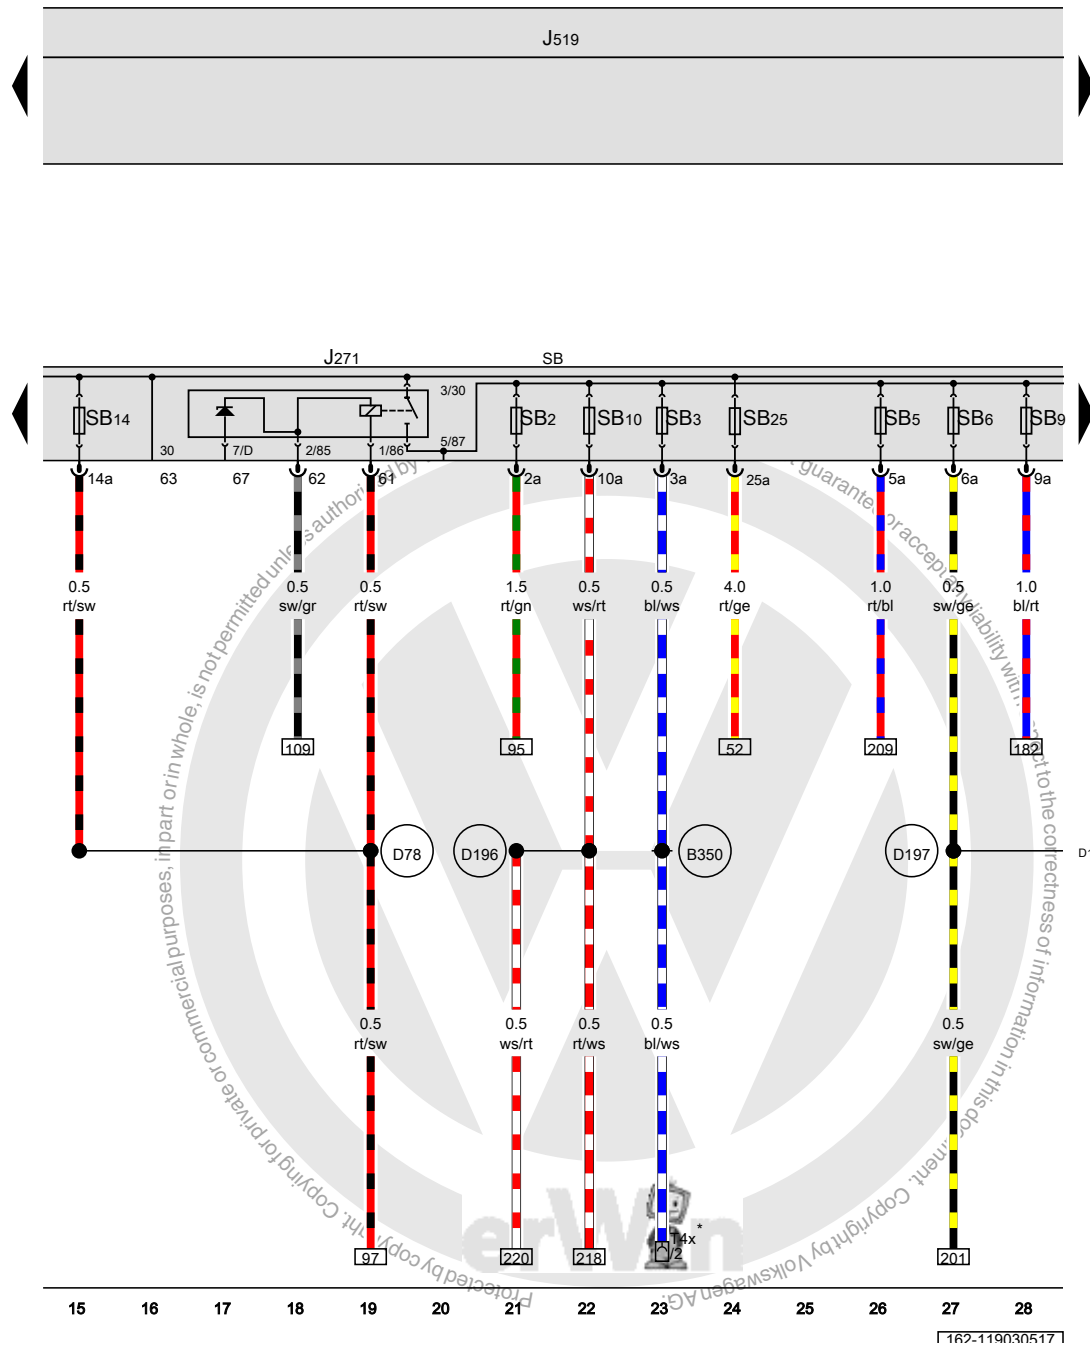 J519
J271 SB
3/30
SB14 SB2 SB10 SB3 SB25 SB5 SB6 SB9
30 7/D 2/85 1/86 5/87
14a 63 67 62 61 2a 10a 3a 25a 5a 6a 9a
0.5 0.5 0.5 1.5 0.5 0.5 4.0 1.0 0.5 1.0
rt/sw sw/gr rt/sw rt/gn ws/rt bl/ws rt/ge rt/bl sw/ge bl/rt
109 95 52 209 182
D78 D196 B350 D197
0.5 0.5 0.5 0.5 0.5
rt/sw ws/rt rt/ws bl/ws sw/ge
T4x *
/2
97 220 218 201
15 16 17 18 19 20 21 22 23 24 25 26 27 28
162-119030517
erWin
Protected by copyright. Copying for private or commercial purposes, in part or in whole, is not permitted unless authorised by
guarantee or accept any liability with
to the correctness of information in this document. Copyright by Volkswagen AG.